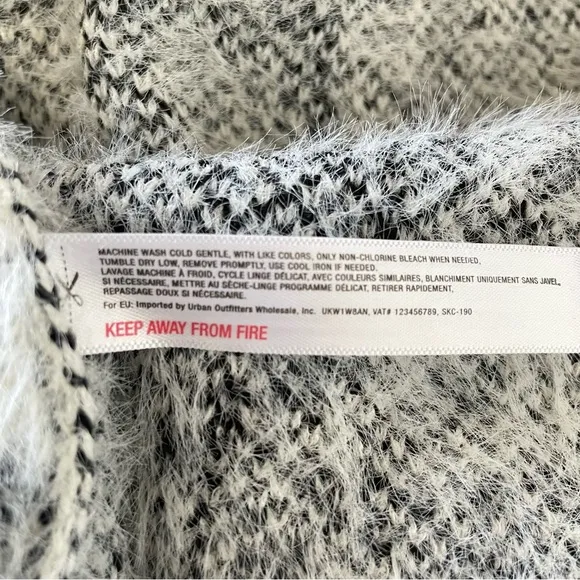 MACHINE WASH COLD GENTLE, WITH LIKE COLORS, ONLY NON-CHLORINE BLEACH WHEN NEEDED,
TUMBLE DRY LOW, REMOVE PROMPTLY, USE COOL IRON IF NEEDED.
LAVAGE MACHINE À FROID, CYCLE LINGE DÉLICAT, AVEC COULEURS SIMILAIRES, BLANCHIMENT UNIQUEMENT SANS JAVEL,
SI NÉCESSAIRE, METTRE AU SÈCHE-LINGE PROGRAMME DÉLICAT, RETIRER RAPIDEMENT,
REPASSAGE DOUX SI NÉCESSAIRE.
For EU: Imported by Urban Outfitters Wholesale, Inc. UKW1W8AN, VAT# 123456789, SKC-190
KEEP AWAY FROM FIRE